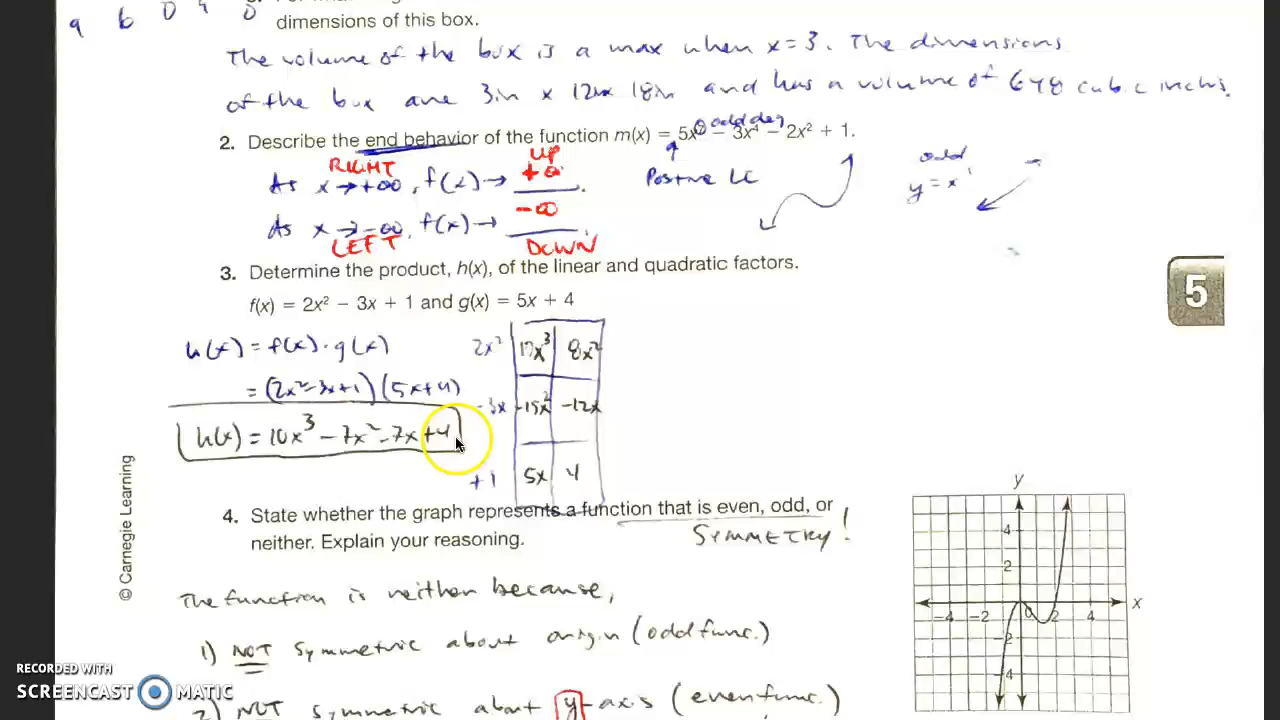 9 6 0
dimensions of this box.
The volume of the box is a max when x=3. The dimensions
of the box are 3in x 12in x 18in and has a volume of 648 cubic inches.
odd deg
2. Describe the end behavior of the function m(x) = 5x⁹ − 3x⁴ − 2x² + 1.
RIGHT UP
As x→+∞, f(x)→ +∞.
Positive LC
odd
y=x
As x→-∞, f(x)→ -∞.
LEFT DOWN
3. Determine the product, h(x), of the linear and quadratic factors.
f(x) = 2x² − 3x + 1 and g(x) = 5x + 4
5
h(x) = f(x)·g(x)
2x² 10x³ 8x²
= (2x²-3x+1)(5x+4)
-3x -15x² -12x
h(x) = 10x³ - 7x² - 7x + 4
+1 5x 4
4. State whether the graph represents a function that is even, odd, or
neither. Explain your reasoning.
SYMMETRY!
y
4
2
−4 −2 0 2 4 x
−2
−4
© Carnegie Learning
The function is neither because,
1) NOT symmetric about origin (odd func.)
2) NOT symmetric about y-axis (even func.)
RECORDED WITH
SCREENCAST MATIC